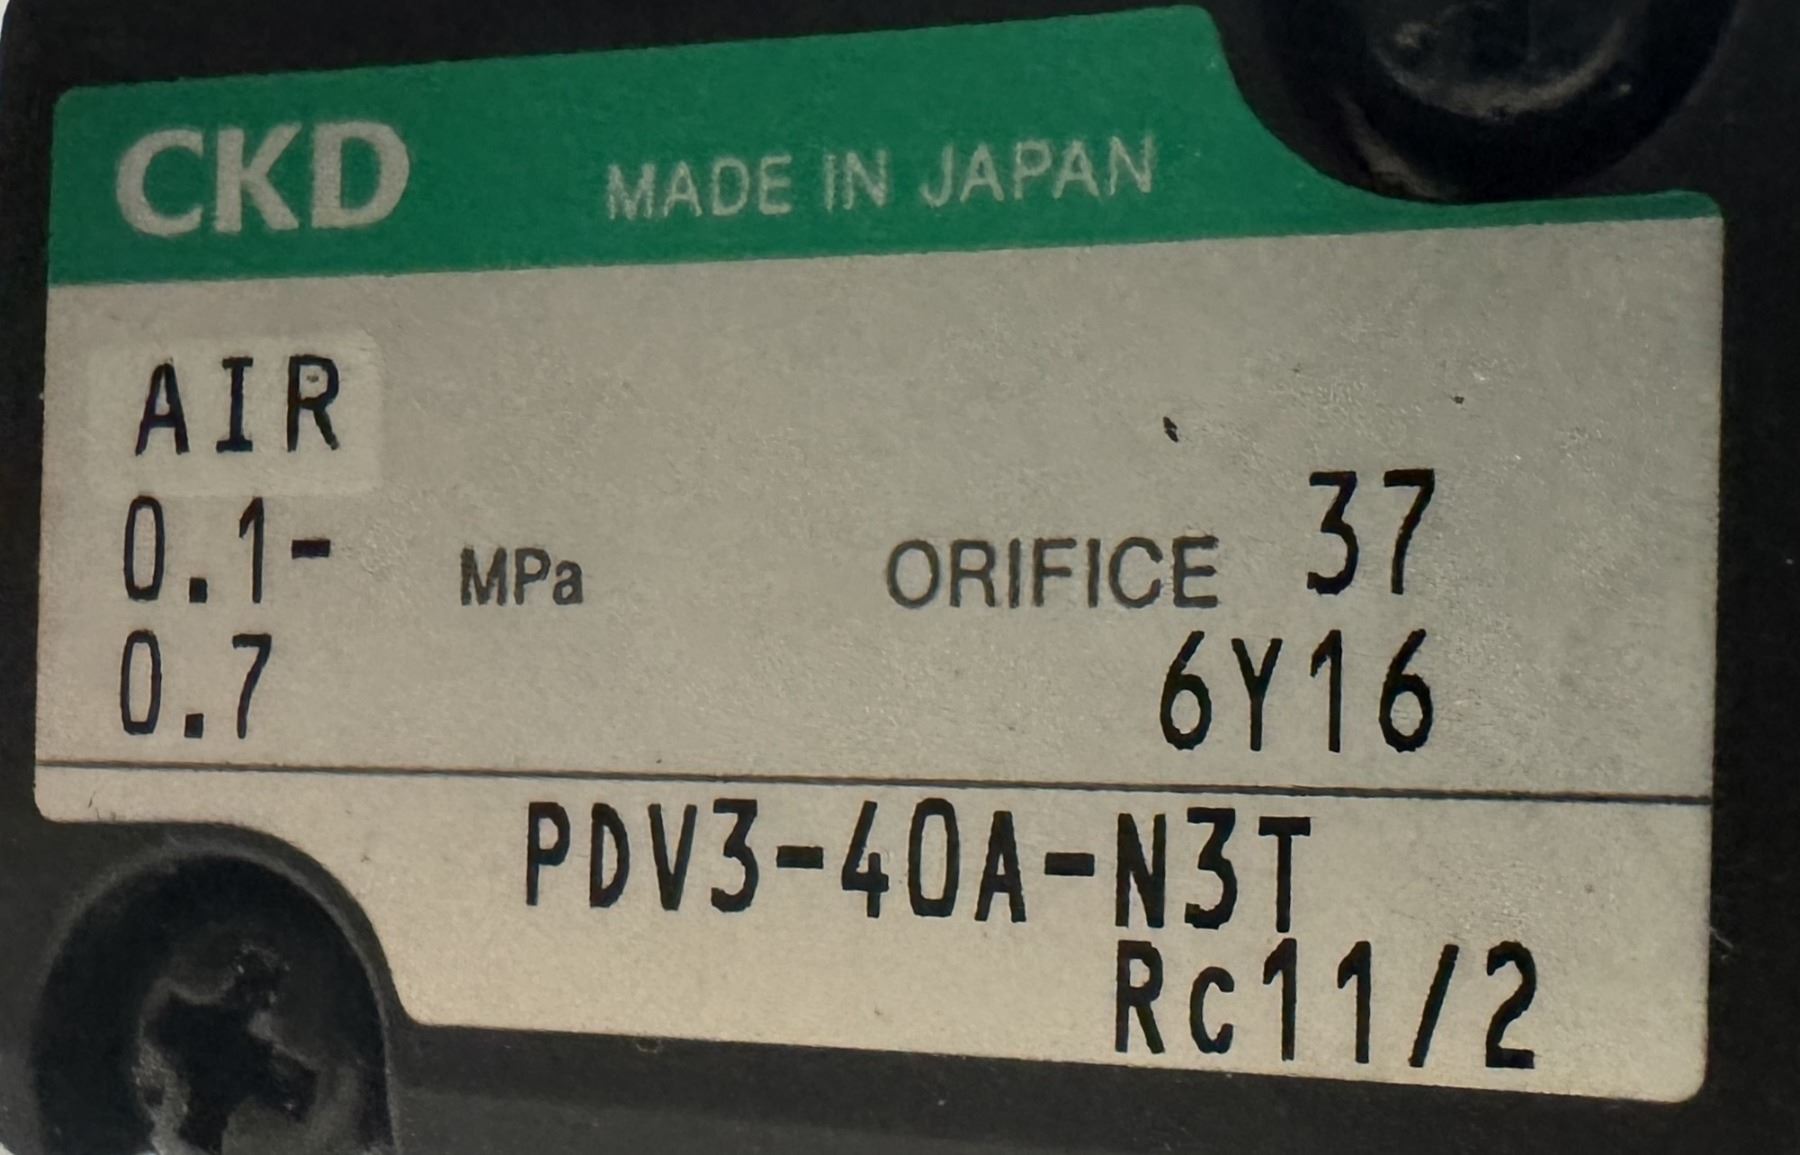 CKD MADE IN JAPAN
AIR
0.1- MPa ORIFICE 37
0.7 6Y16
PDV3-40A-N3T
Rc11/2